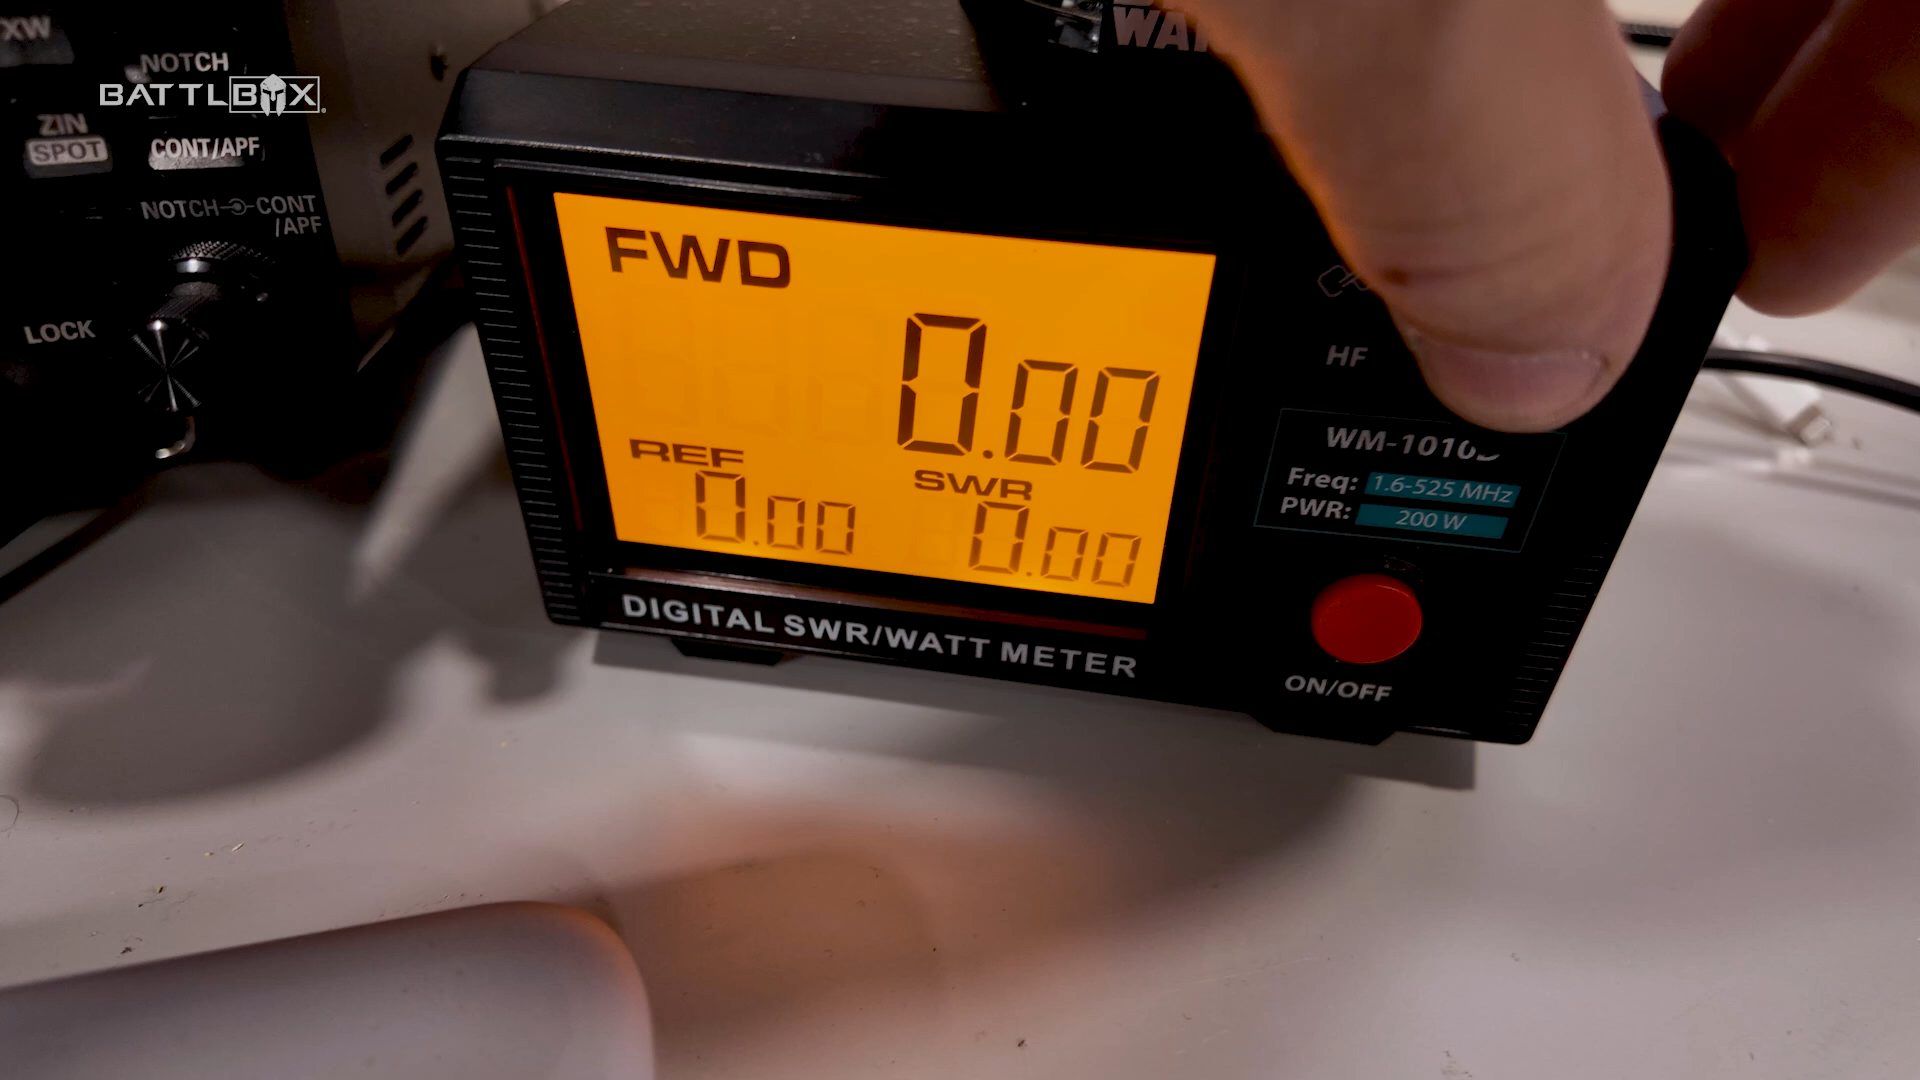 XW
NOTCH
BATTLBOX
ZIN
SPOT
CONT/APF
NOTCH CONT
/APF
LOCK
FWD
0.00
REF
0.00
SWR
0.00
DIGITAL SWR/WATT METER
HF
Freq: 1.6-525 MHz
PWR: 200 W
ON/OFF